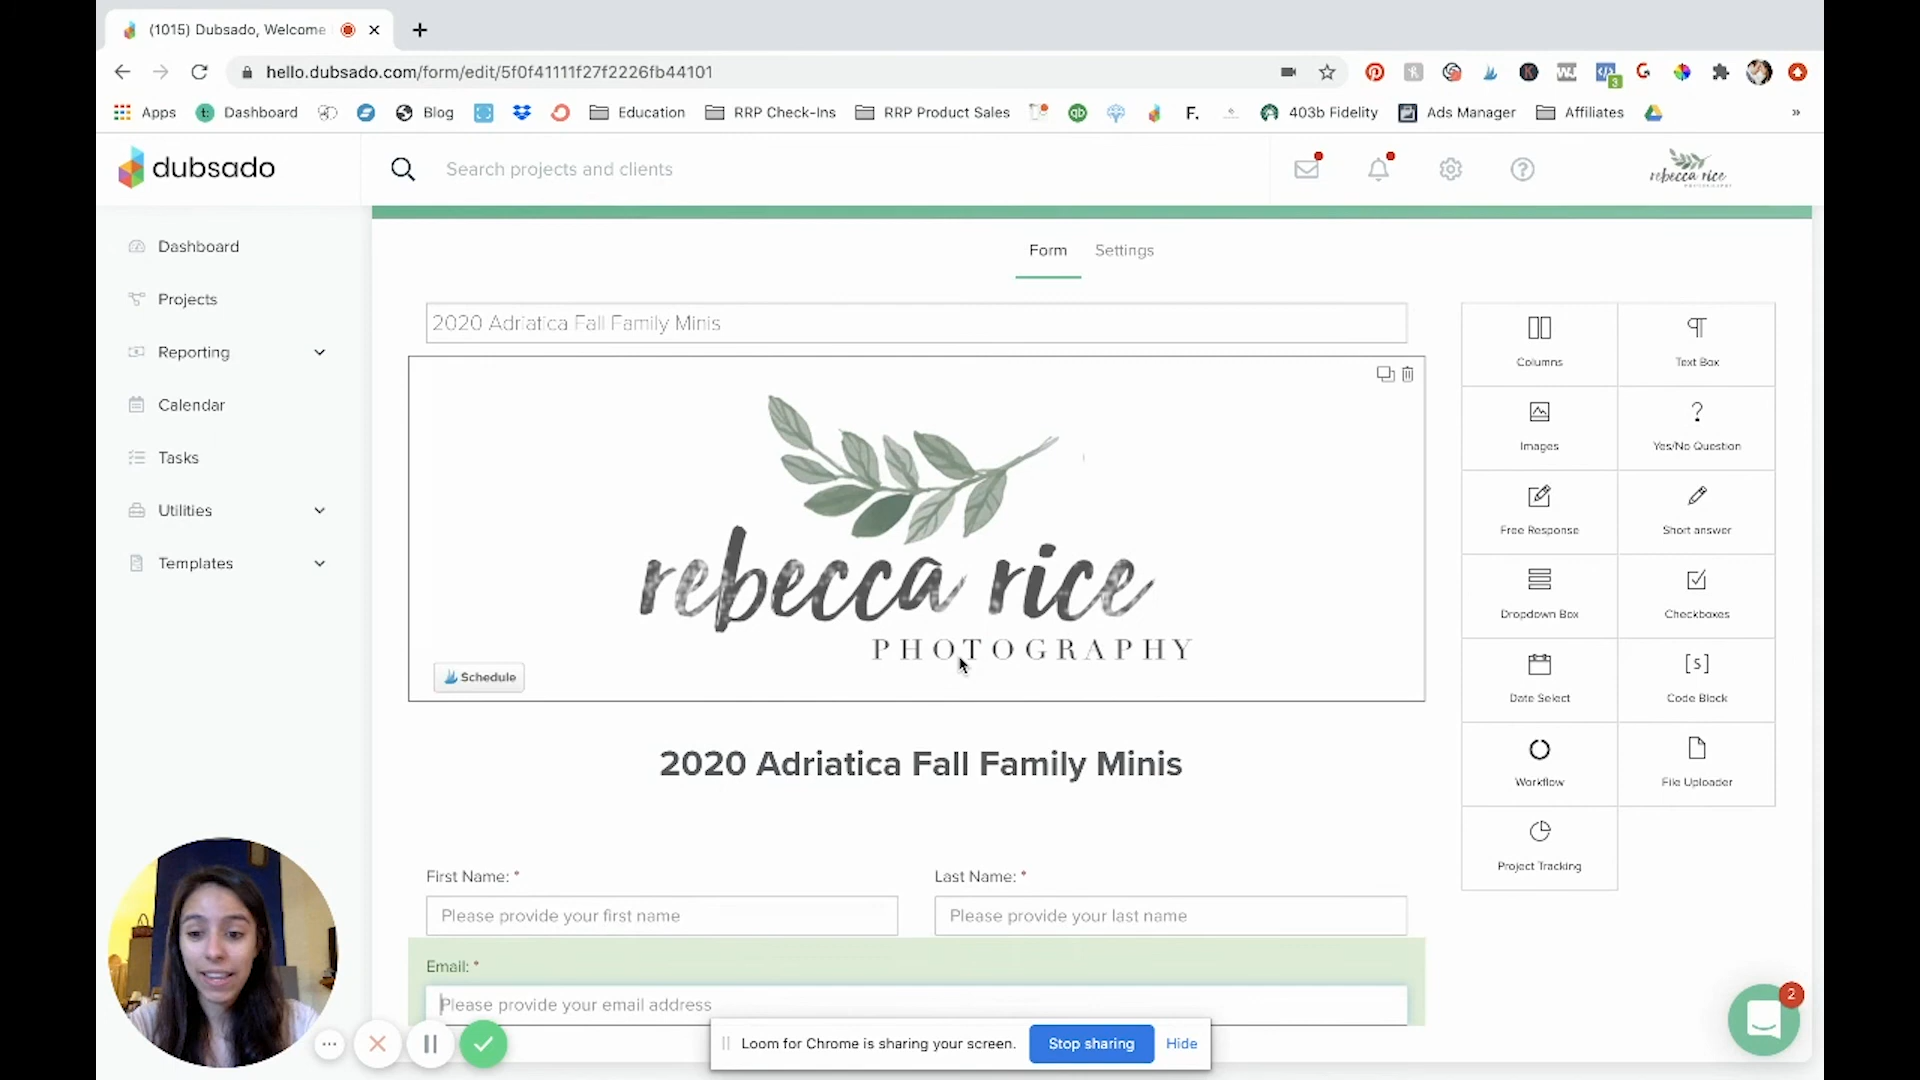 (1015) Dubsado, Welcome
hello.dubsado.com/form/edit/5f0f41111f27f2226fb44101
3
Apps
Dashboard
Blog
Education
RRP Check-Ins
RRP Product Sales
qb
F.
403b Fidelity
Ads Manager
Affiliates
»
dubsado
Search projects and clients
rebecca rice
Dashboard
Projects
Reporting
Calendar
Tasks
Utilities
Templates
Form
Settings
2020 Adriatica Fall Family Minis
rebecca rice
PHOTOGRAPHY
Schedule
2020 Adriatica Fall Family Minis
First Name: *
Last Name: *
Please provide your first name
Please provide your last name
Email: *
Please provide your email address
Columns
Text Box
Images
Yes/No Question
Free Response
Short answer
Dropdown Box
Checkboxes
Date Select
[s]
Code Block
Workflow
File Uploader
Project Tracking
2
Loom for Chrome is sharing your screen.
Stop sharing
Hide